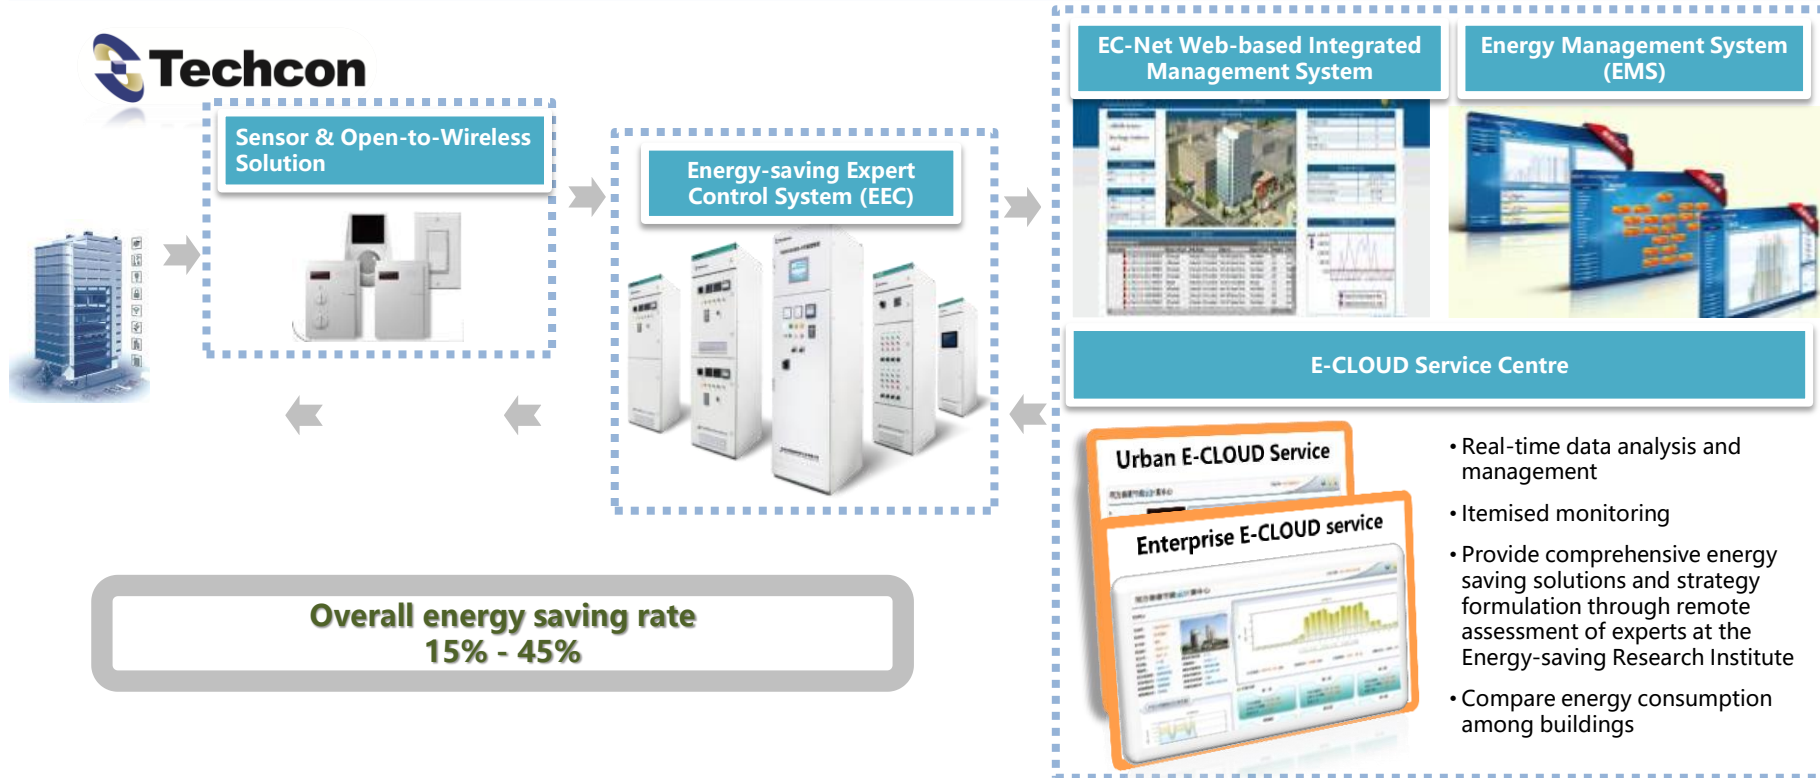 Techcon
Sensor & Open-to-Wireless
Solution
Energy-saving Expert
Control System (EEC)
EC-Net Web-based Integrated
Management System
Energy Management System
(EMS)
E-CLOUD Service Centre
Urban E-CLOUD Service
Enterprise E-CLOUD service
• Real-time data analysis and
management
• Itemised monitoring
• Provide comprehensive energy
saving solutions and strategy
formulation through remote
assessment of experts at the
Energy-saving Research Institute
• Compare energy consumption
among buildings
Overall energy saving rate
15% - 45%